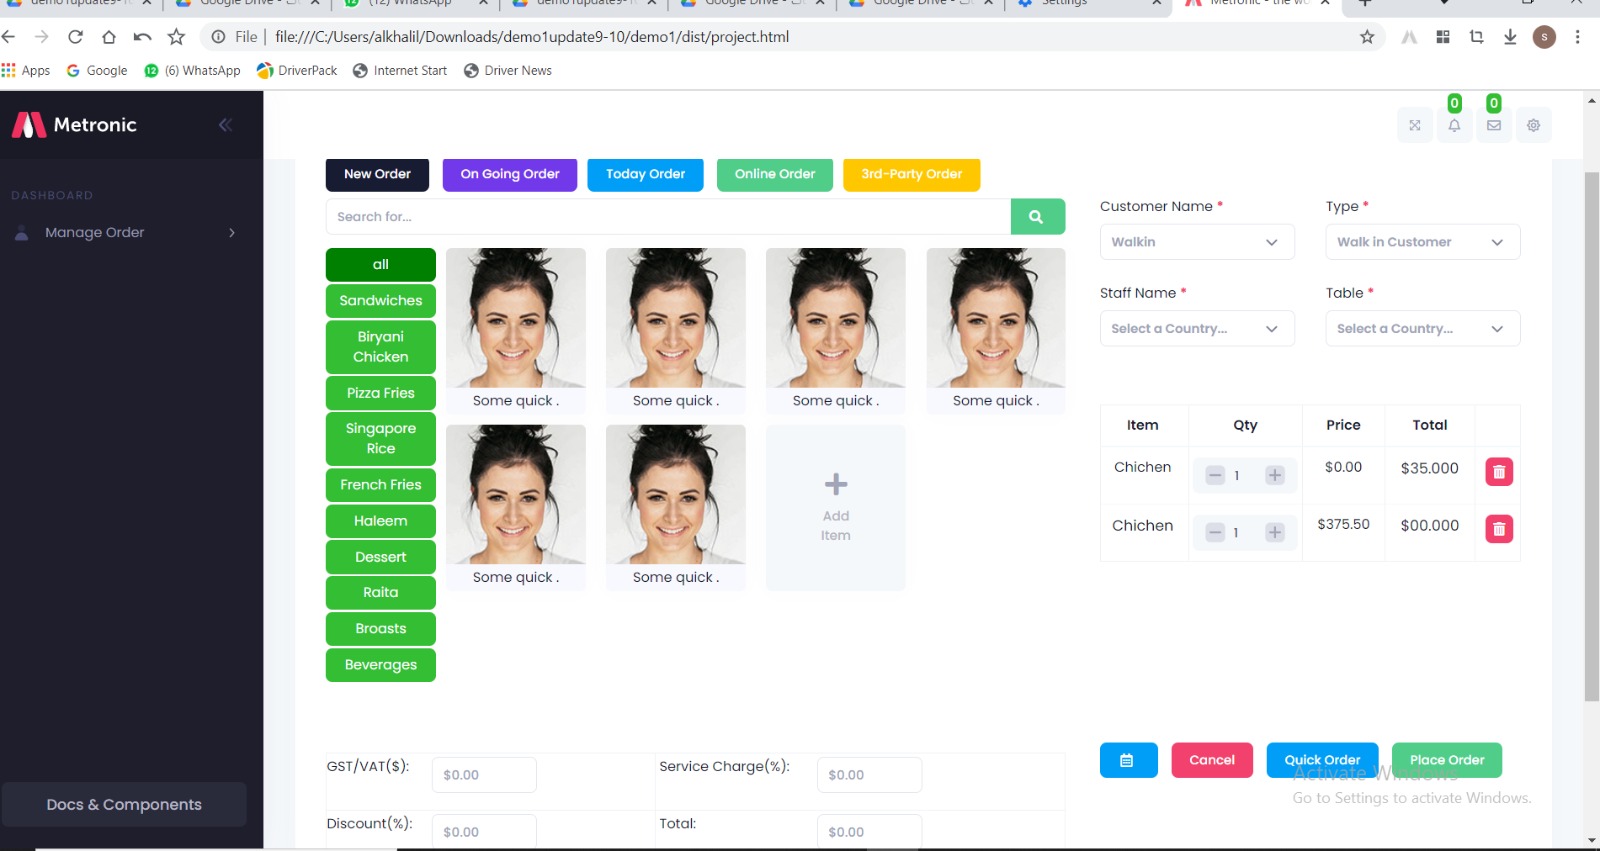 demo1update9-10
Google Drive - ف
(12) WhatsApp
demo1update9-10
Google Drive -
Google Drive -
Settings
Metronic - the wo
File | file:///C:/Users/alkhalil/Downloads/demo1update9-10/demo1/dist/project.html
S
Apps
Google
12
(6) WhatsApp
DriverPack
Internet Start
Driver News
Metronic
0
0
New Order
On Going Order
Today Order
Online Order
3rd-Party Order
DASHBOARD
Manage Order
Search for...
Customer Name *
Type *
Walkin
Walk in Customer
Staff Name *
Table *
Select a Country...
Select a Country...
all
Sandwiches
Biryani
Chicken
Pizza Fries
Singapore
Rice
French Fries
Haleem
Dessert
Raita
Broasts
Beverages
Some quick .
Some quick .
Some quick .
Some quick .
Some quick .
Some quick .
Add
Item
Item Qty Price Total
Chichen 1 $0.00 $35.000
Chichen 1 $375.50 $00.000
GST/VAT($): $0.00
Service Charge(%): $0.00
Discount(%): $0.00
Total: $0.00
Cancel
Quick Order
Place Order
Activate Windows
Go to Settings to activate Windows.
Docs & Components